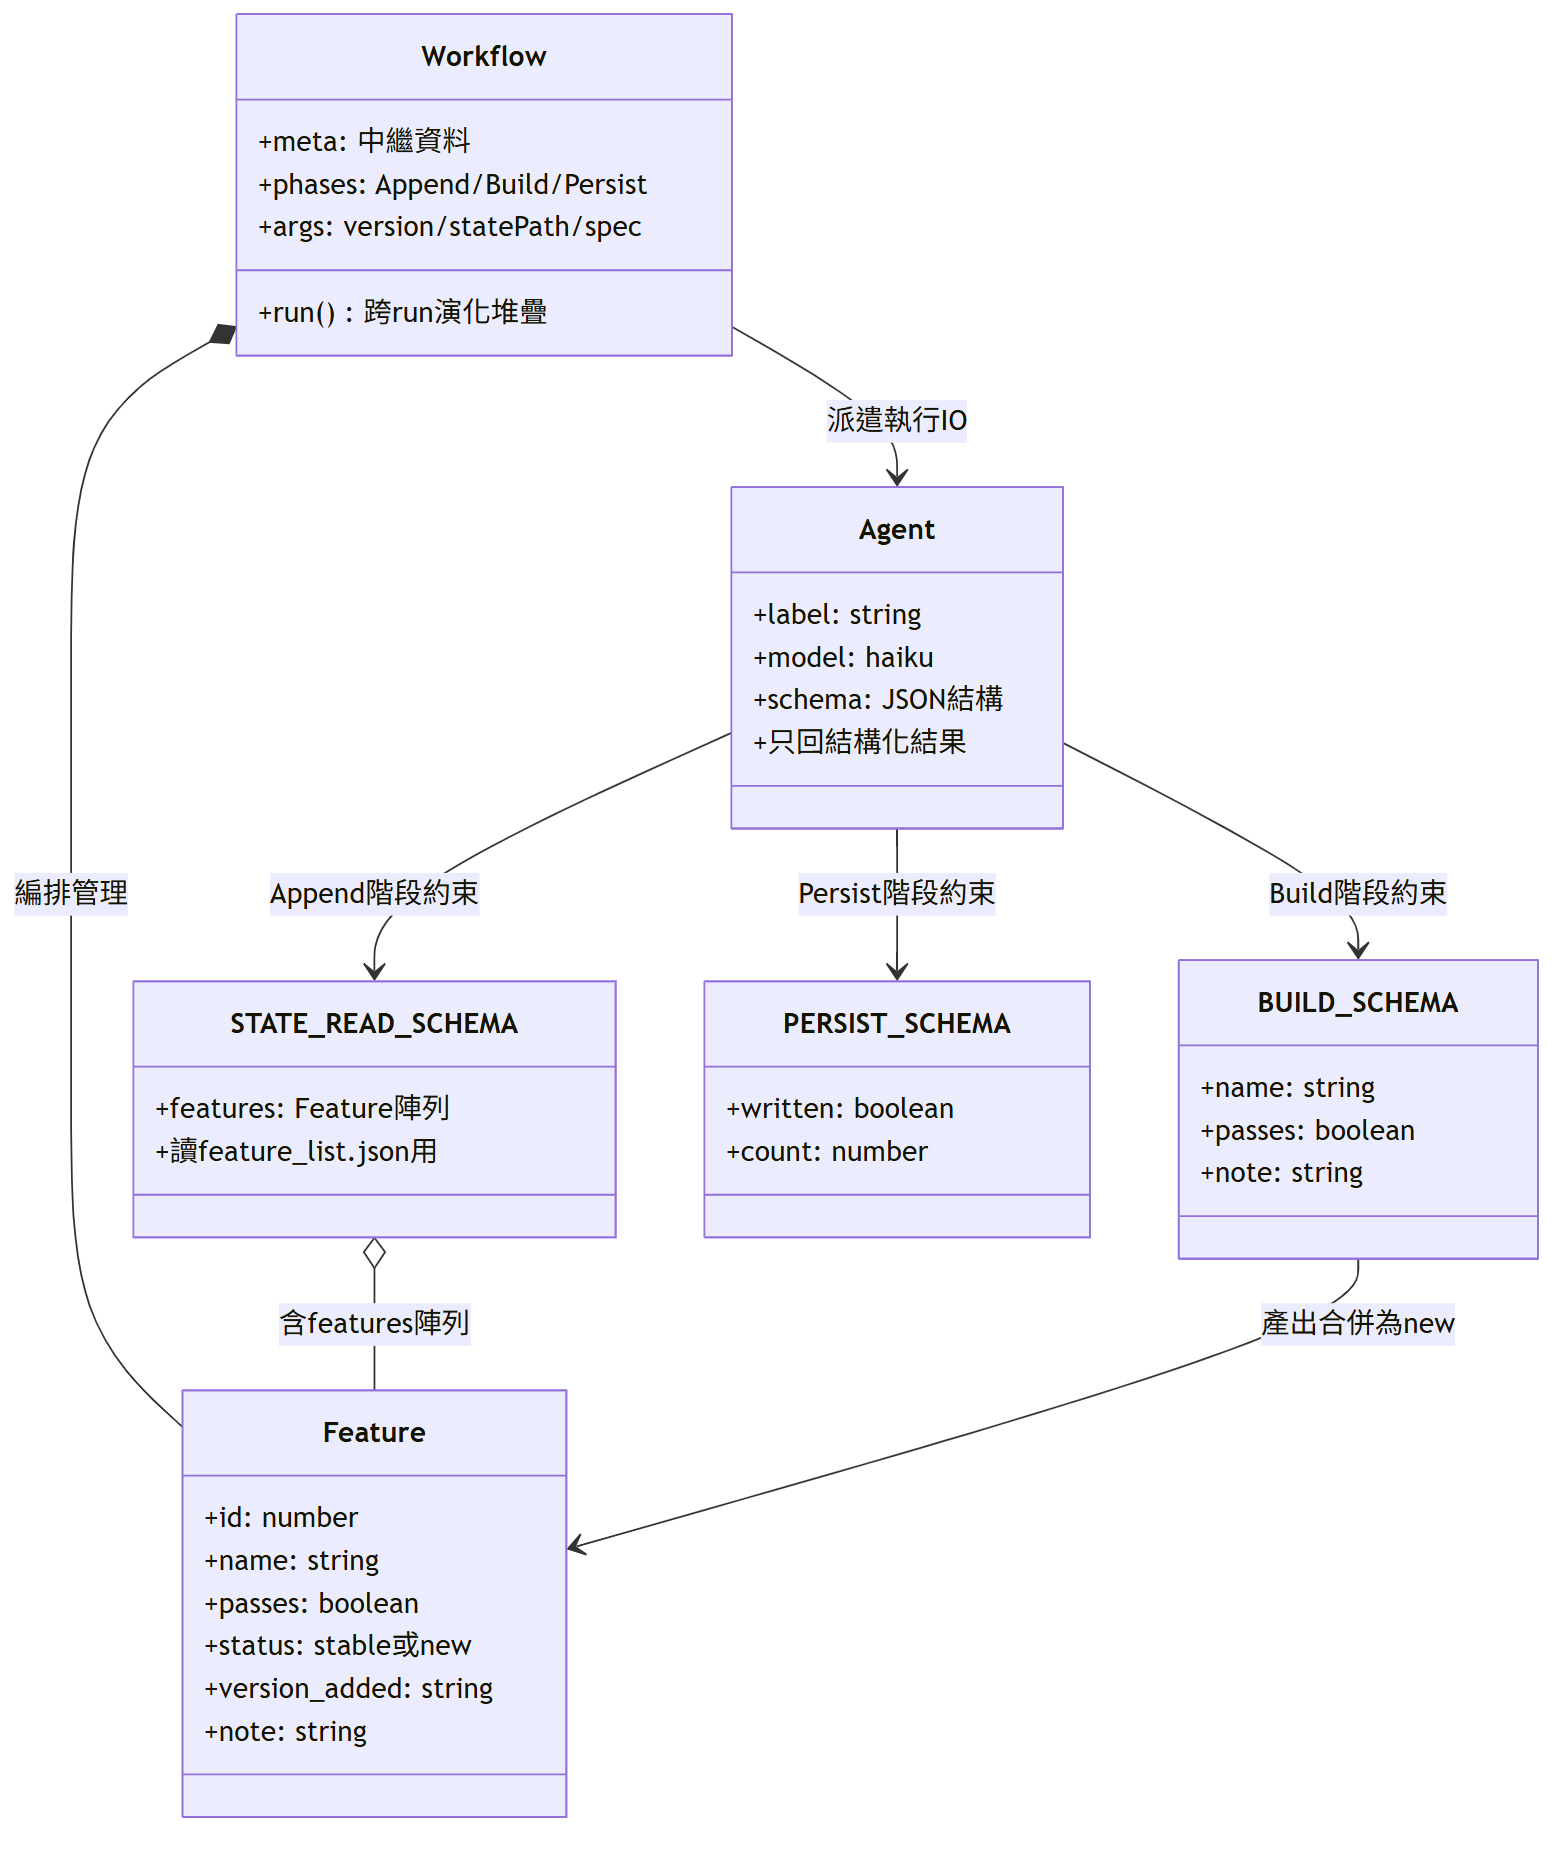 Workflow
+meta: 中繼資料
+phases: Append/Build/Persist
+args: version/statePath/spec
+run() : 跨run演化堆疊
派遣執行IO
Agent
+label: string
+model: haiku
+schema: JSON結構
+只回結構化結果
編排管理
Append階段約束
Persist階段約束
Build階段約束
STATE_READ_SCHEMA
+features: Feature陣列
+讀feature_list.json用
PERSIST_SCHEMA
+written: boolean
+count: number
BUILD_SCHEMA
+name: string
+passes: boolean
+note: string
含features陣列
產出合併為new
Feature
+id: number
+name: string
+passes: boolean
+status: stable或new
+version_added: string
+note: string